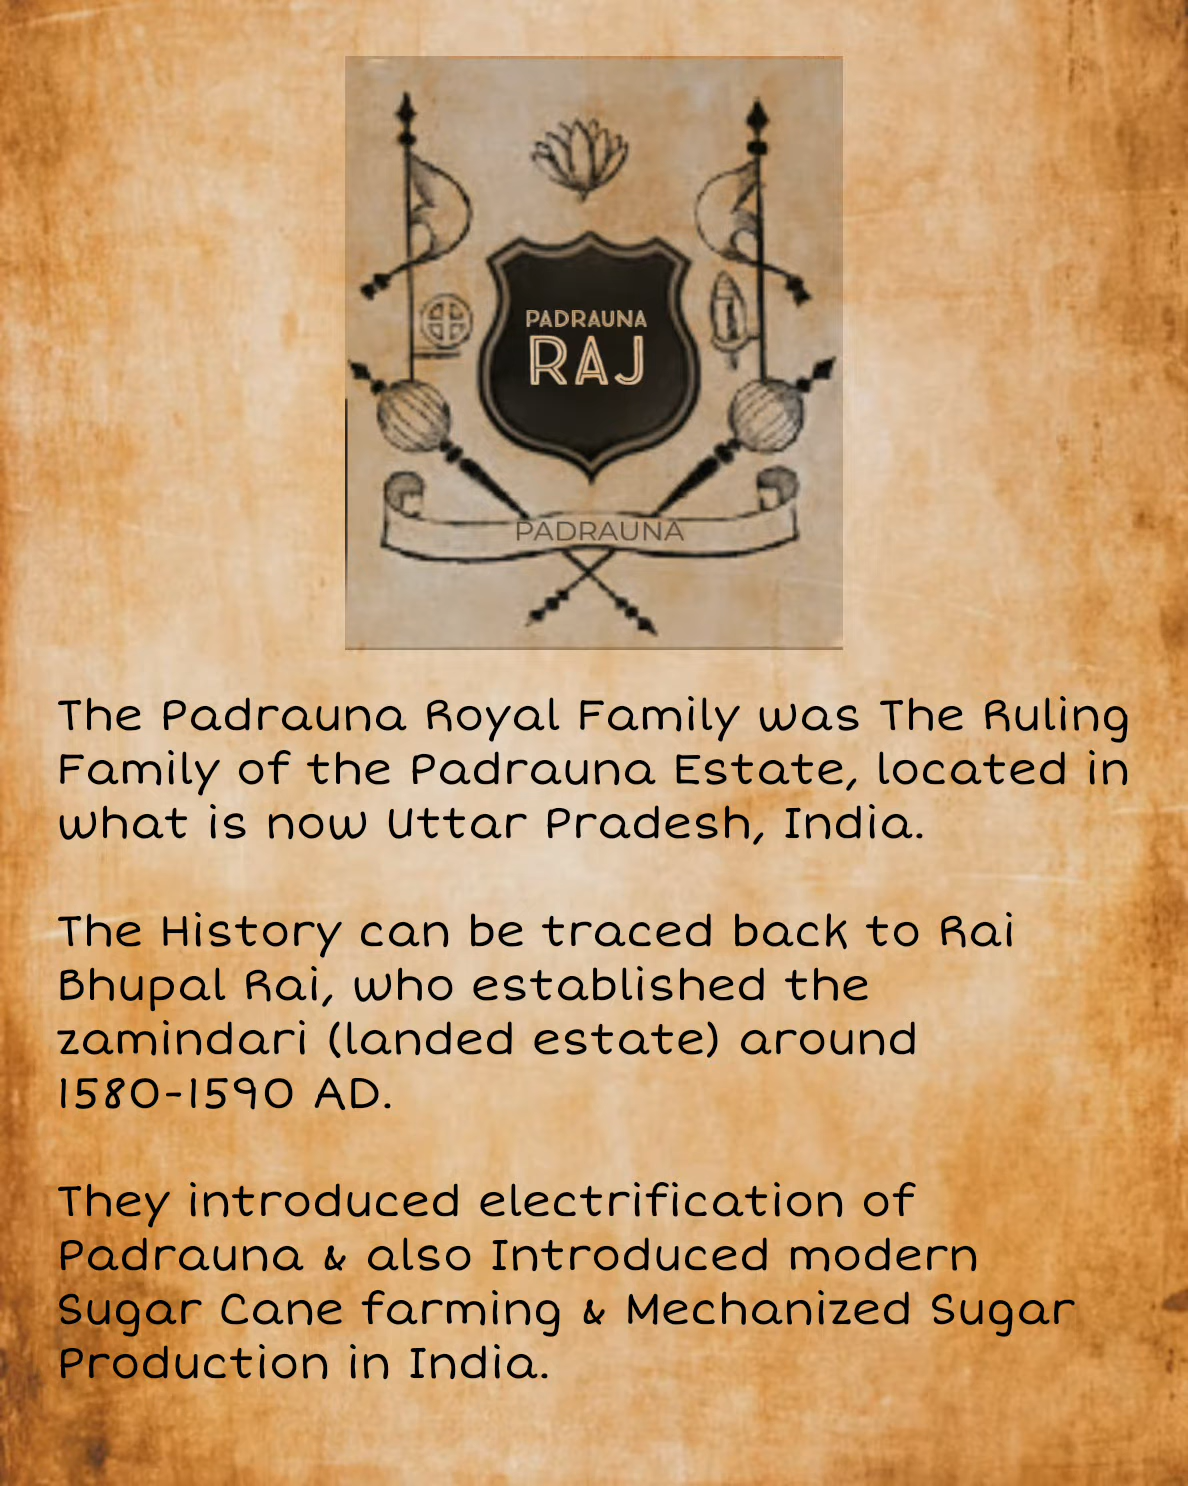 PADRAUNA
RAJ
PADRAUNA
The Padrauna Royal Family was The Ruling
Family of the Padrauna Estate, located in
what is now Uttar Pradesh, India.
The History can be traced back to Rai
Bhupal Rai, who established the
zamindari (landed estate) around
1580-1590 AD.
They introduced electrification of
Padrauna & also Introduced modern
Sugar Cane farming & Mechanized Sugar
Production in India.